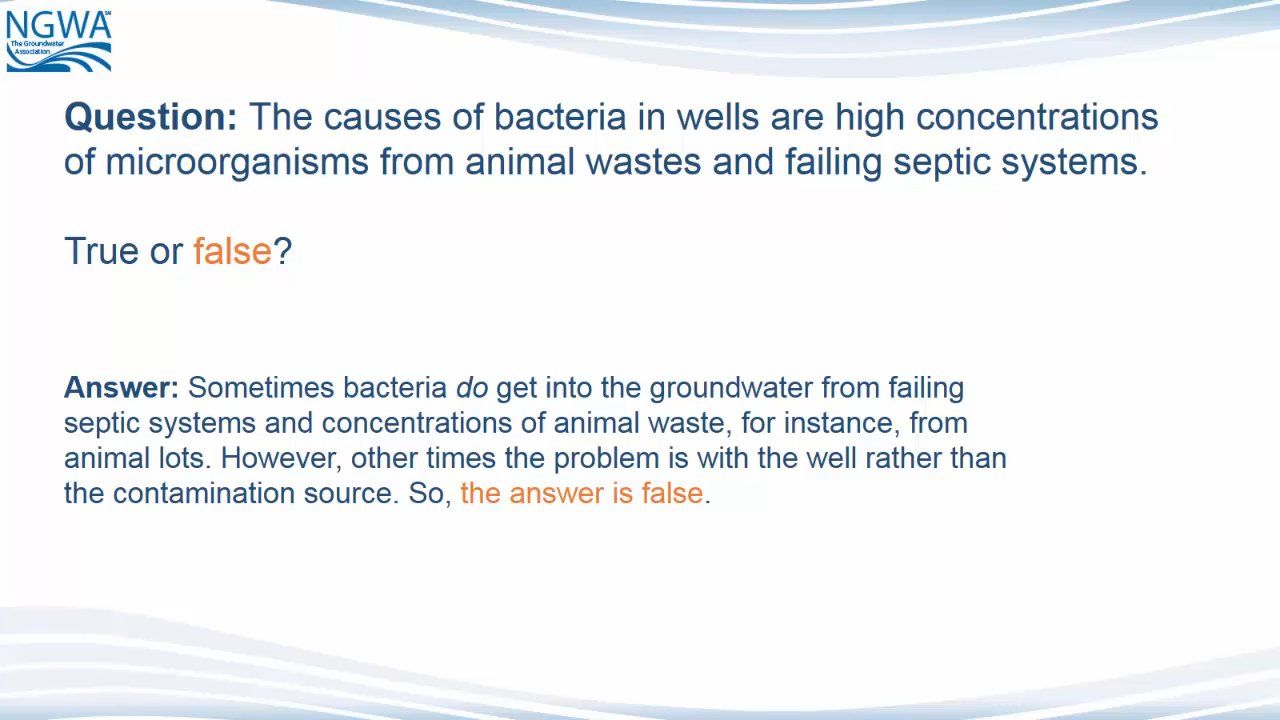 NGWA™
The Groundwater
Association
Question: The causes of bacteria in wells are high concentrations
of microorganisms from animal wastes and failing septic systems.
True or false?
Answer: Sometimes bacteria do get into the groundwater from failing
septic systems and concentrations of animal waste, for instance, from
animal lots. However, other times the problem is with the well rather than
the contamination source. So, the answer is false.